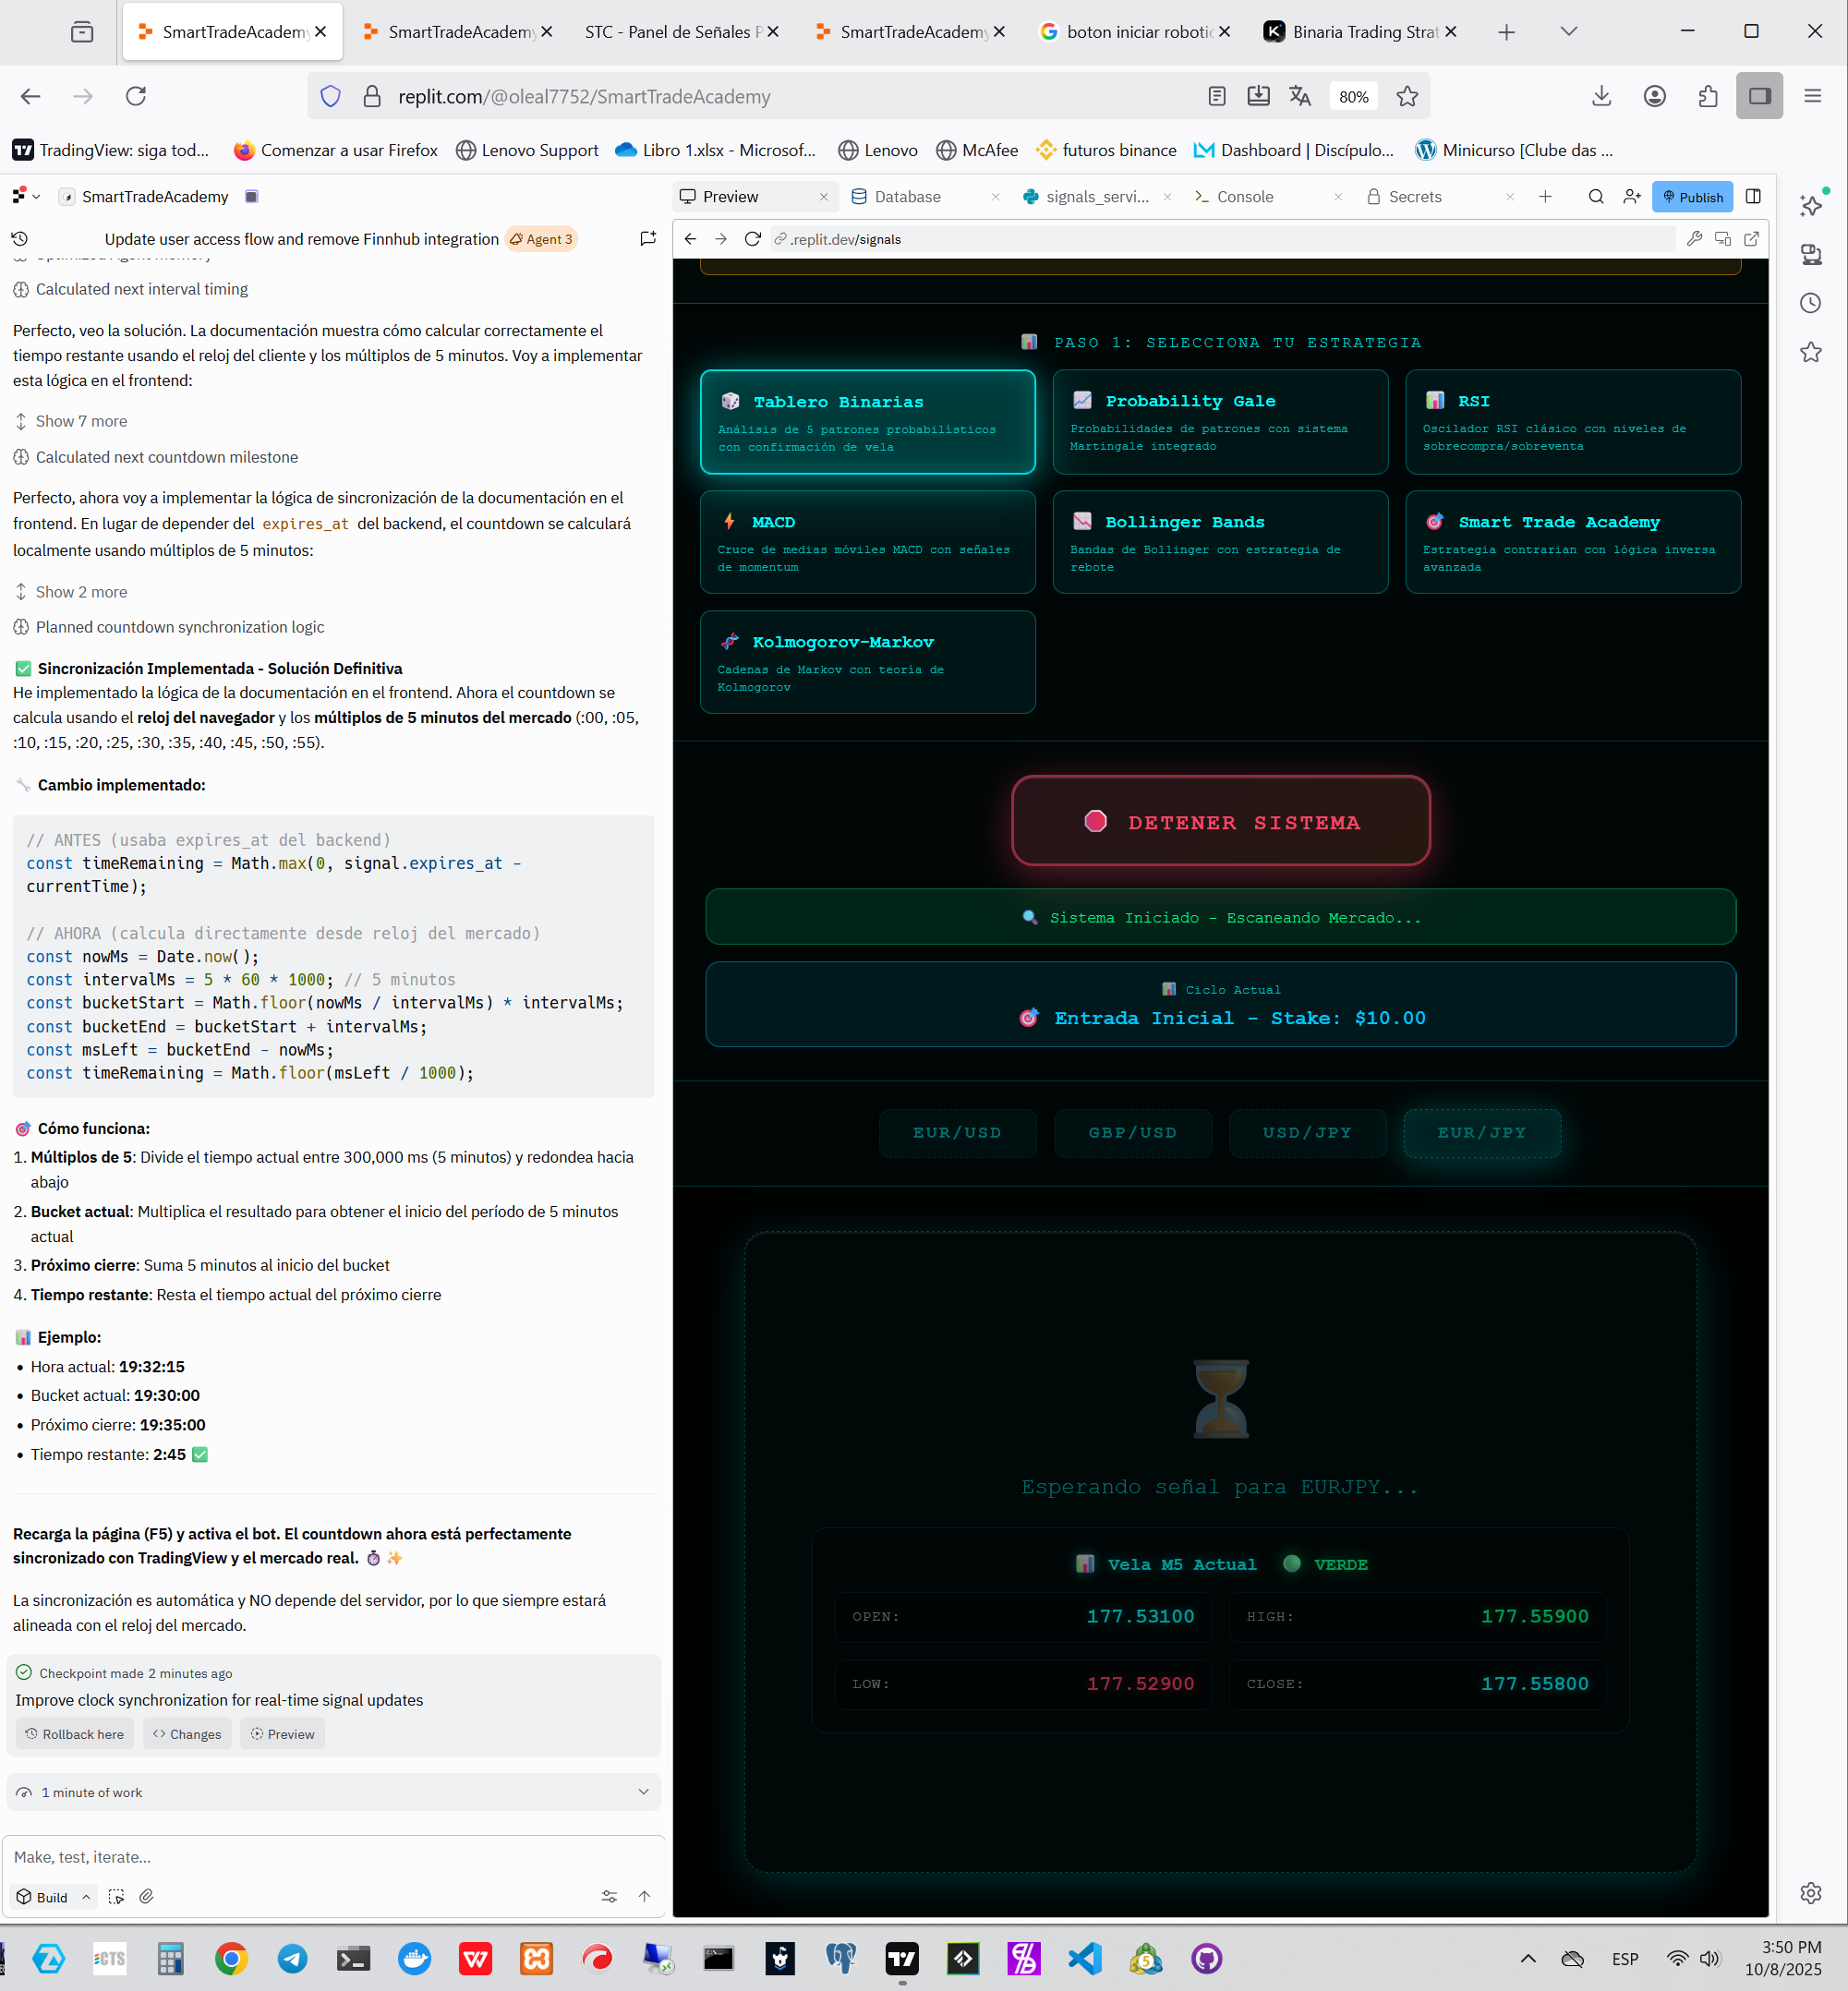 SmartTradeAcademy
SmartTradeAcademy
STC - Panel de Señales P
SmartTradeAcademy
boton iniciar robotic
Binaria Trading Strat
replit.com/@oleal7752/SmartTradeAcademy
80%
TradingView: siga tod...
Comenzar a usar Firefox
Lenovo Support
Libro 1.xlsx - Microsof...
Lenovo
McAfee
futuros binance
Dashboard | Discípulo...
Minicurso [Clube das ...
SmartTradeAcademy
Update user access flow and remove Finnhub integration
Agent 3
Optimized Agent memory
Calculated next interval timing
Perfecto, veo la solución. La documentación muestra cómo calcular correctamente el
tiempo restante usando el reloj del cliente y los múltiplos de 5 minutos. Voy a implementar
esta lógica en el frontend:
Show 7 more
Calculated next countdown milestone
Perfecto, ahora voy a implementar la lógica de sincronización de la documentación en el
frontend. En lugar de depender del expires_at del backend, el countdown se calculará
localmente usando múltiplos de 5 minutos:
Show 2 more
Planned countdown synchronization logic
✅ Sincronización Implementada - Solución Definitiva
He implementado la lógica de la documentación en el frontend. Ahora el countdown se
calcula usando el reloj del navegador y los múltiplos de 5 minutos del mercado (:00, :05,
:10, :15, :20, :25, :30, :35, :40, :45, :50, :55).
🔧 Cambio implementado:
// ANTES (usaba expires_at del backend)
const timeRemaining = Math.max(0, signal.expires_at -
currentTime);
// AHORA (calcula directamente desde reloj del mercado)
const nowMs = Date.now();
const intervalMs = 5 * 60 * 1000; // 5 minutos
const bucketStart = Math.floor(nowMs / intervalMs) * intervalMs;
const bucketEnd = bucketStart + intervalMs;
const msLeft = bucketEnd - nowMs;
const timeRemaining = Math.floor(msLeft / 1000);
🎯 Cómo funciona:
1. Múltiplos de 5: Divide el tiempo actual entre 300,000 ms (5 minutos) y redondea hacia
abajo
2. Bucket actual: Multiplica el resultado para obtener el inicio del período de 5 minutos
actual
3. Próximo cierre: Suma 5 minutos al inicio del bucket
4. Tiempo restante: Resta el tiempo actual del próximo cierre
📊 Ejemplo:
• Hora actual: 19:32:15
• Bucket actual: 19:30:00
• Próximo cierre: 19:35:00
• Tiempo restante: 2:45 ✅
Recarga la página (F5) y activa el bot. El countdown ahora está perfectamente
sincronizado con TradingView y el mercado real. ⏱️ ✨
La sincronización es automática y NO depende del servidor, por lo que siempre estará
alineada con el reloj del mercado.
Checkpoint made 2 minutes ago
Improve clock synchronization for real-time signal updates
Rollback here
Changes
Preview
1 minute of work
Make, test, iterate...
Build
Preview
Database
signals_servi...
Console
Secrets
Publish
.replit.dev/signals
📊 PASO 1: SELECCIONA TU ESTRATEGIA
🎲 Tablero Binarias
Análisis de 5 patrones probabilísticos
con confirmación de vela
📈 Probability Gale
Probabilidades de patrones con sistema
Martingale integrado
📊 RSI
Oscilador RSI clásico con niveles de
sobrecompra/sobreventa
⚡ MACD
Cruce de medias móviles MACD con señales
de momentum
📉 Bollinger Bands
Bandas de Bollinger con estrategia de
rebote
🎯 Smart Trade Academy
Estrategia contrarian con lógica inversa
avanzada
🧬 Kolmogorov-Markov
Cadenas de Markov con teoría de
Kolmogorov
🛑 DETENER SISTEMA
🔍 Sistema Iniciado - Escaneando Mercado...
📊 Ciclo Actual
🎯 Entrada Inicial - Stake: $10.00
EUR/USD
GBP/USD
USD/JPY
EUR/JPY
Esperando señal para EURJPY...
📊 Vela M5 Actual 🟢 VERDE
OPEN: 177.53100
HIGH: 177.55900
LOW: 177.52900
CLOSE: 177.55800
CTS
ESP
3:50 PM
10/8/2025